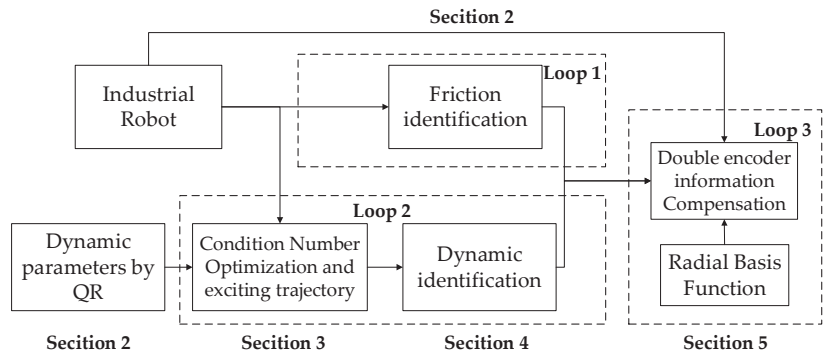 Secition 2
Loop 1
Industrial
Robot
Friction
identification
Loop 3
Double encoder
information
Compensation
Loop 2
Dynamic
parameters by
QR
Condition Number
Optimization and
exciting trajectory
Dynamic
identification
Radial Basis
Function
Secition 2
Secition 3
Secition 4
Secition 5